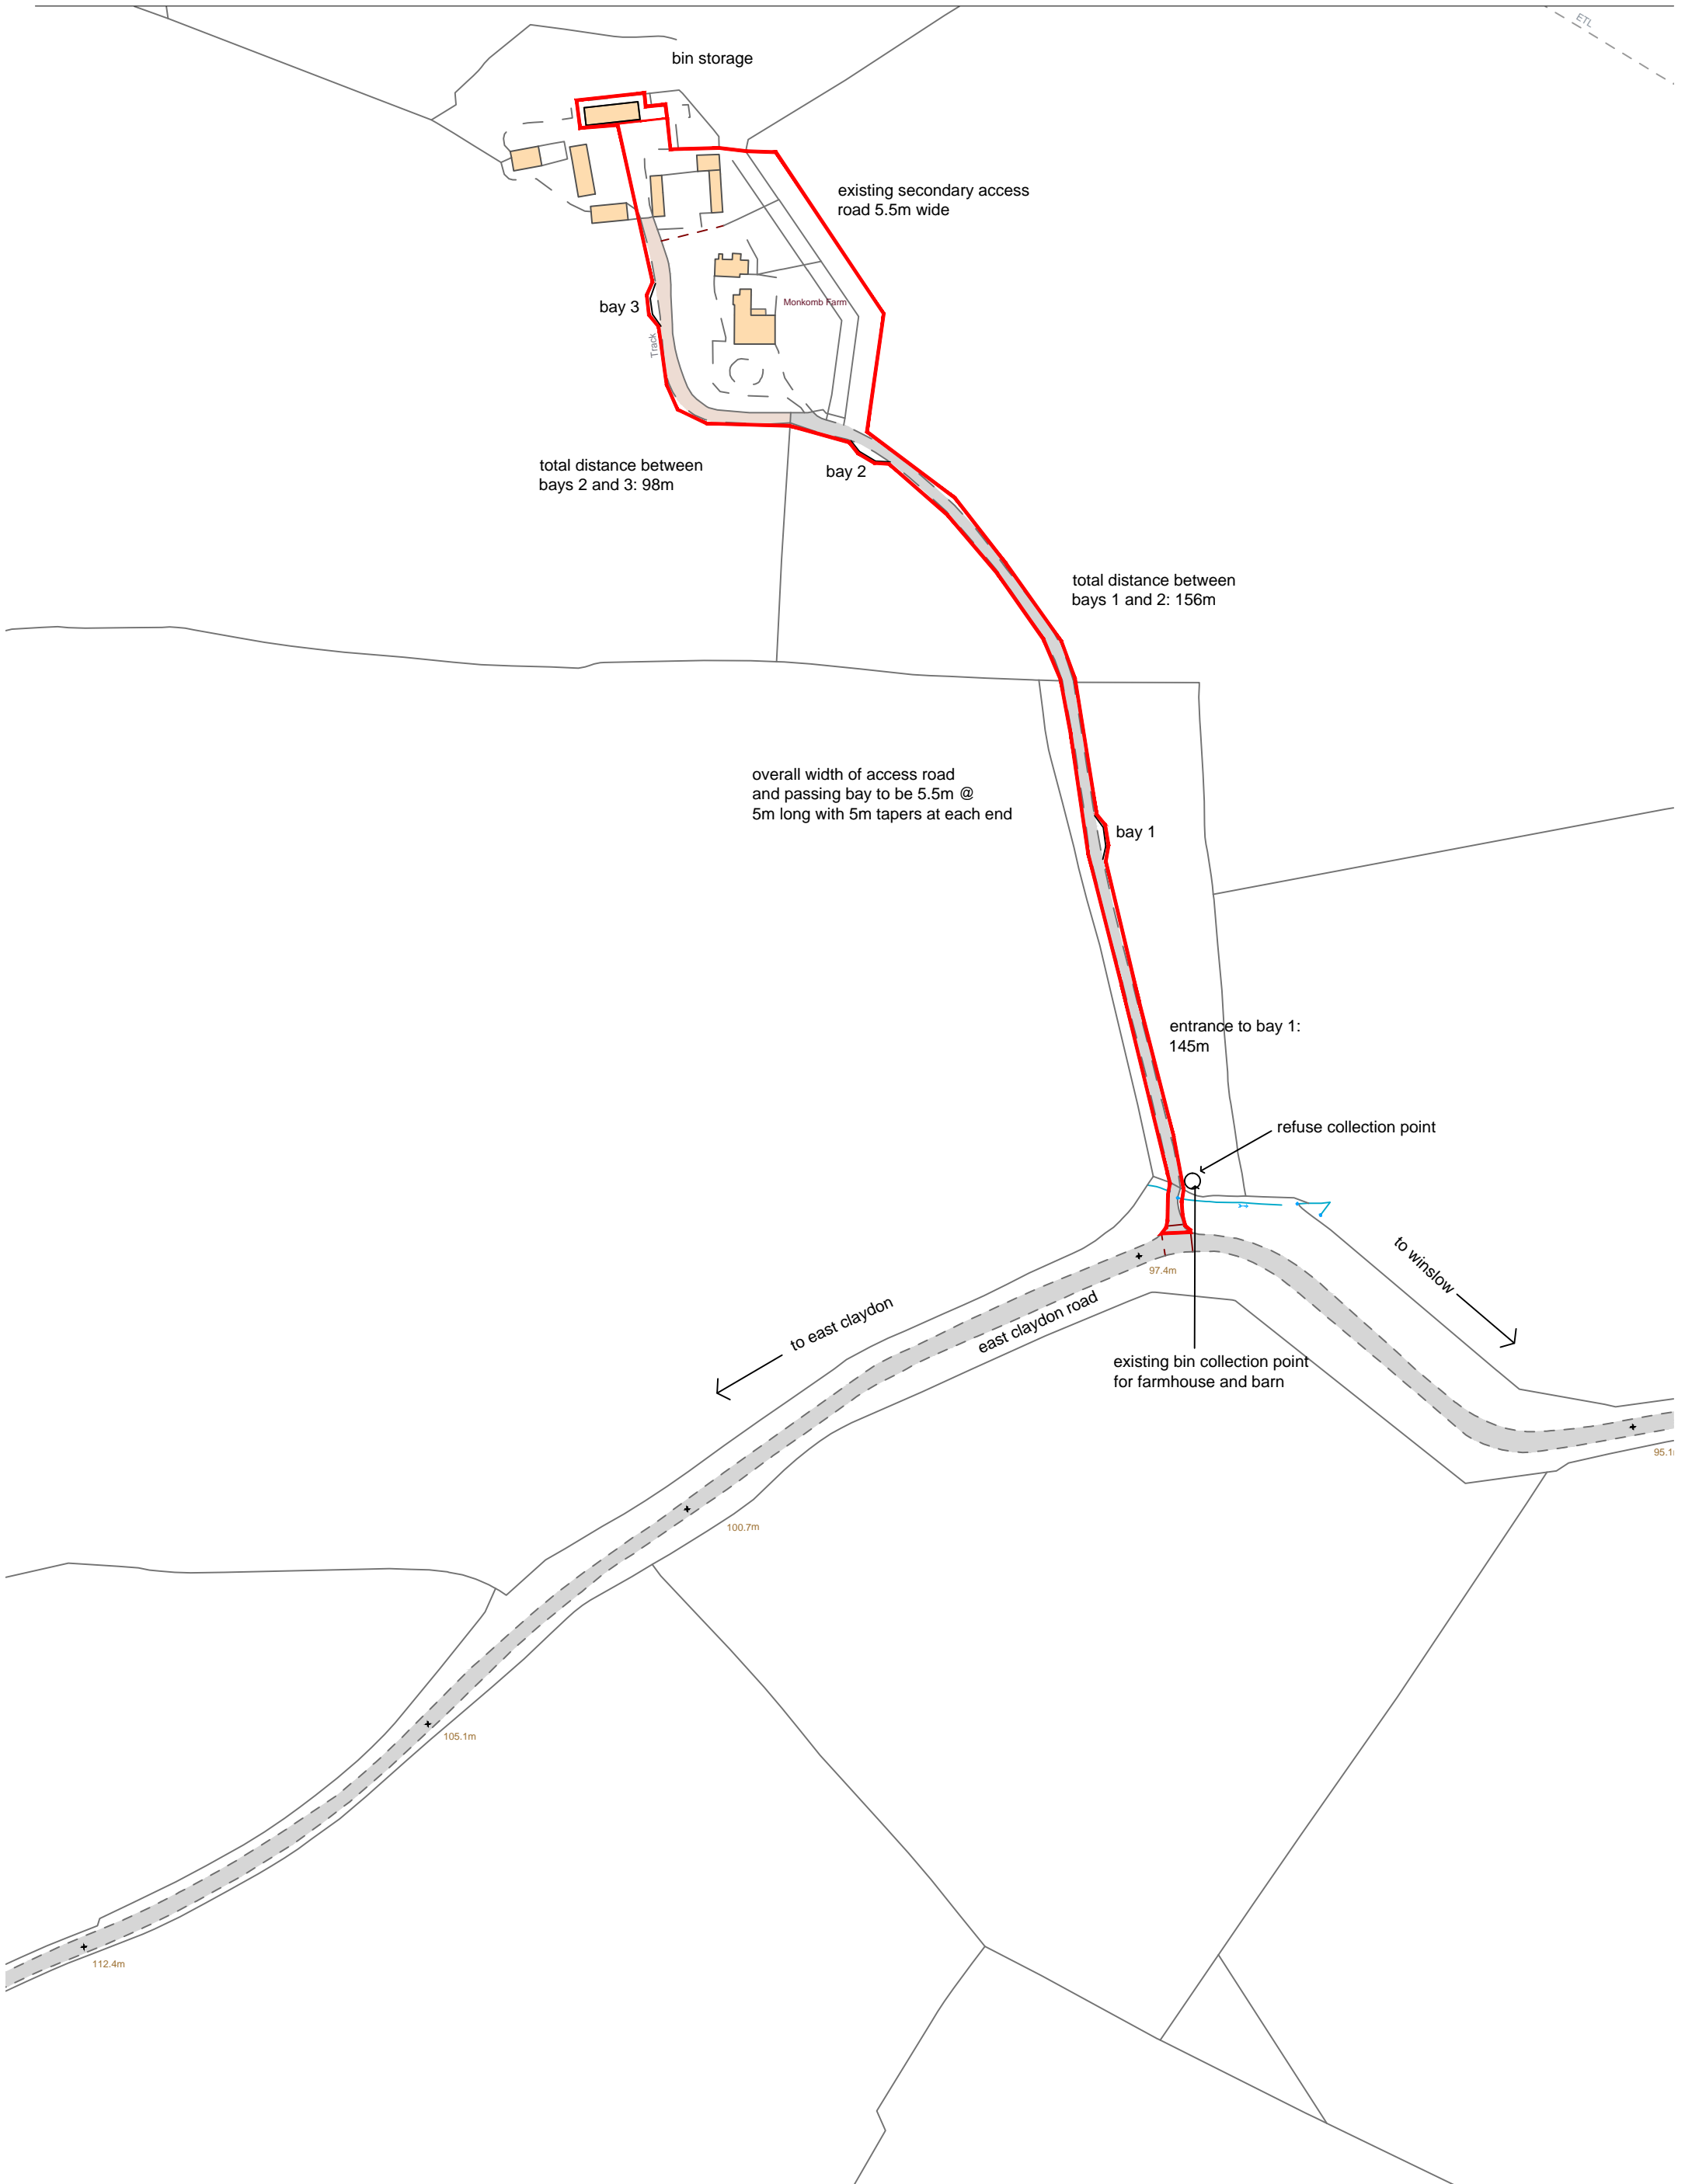 ETL
bin storage
existing secondary access
road 5.5m wide
bay 3
Monkomb Farm
Track
total distance between
bays 2 and 3: 98m
bay 2
total distance between
bays 1 and 2: 156m
overall width of access road
and passing bay to be 5.5m @
5m long with 5m tapers at each end
bay 1
entrance to bay 1:
145m
refuse collection point
to winslow
97.4m
to east claydon
east claydon road
existing bin collection point
for farmhouse and barn
95.1
100.7m
105.1m
112.4m